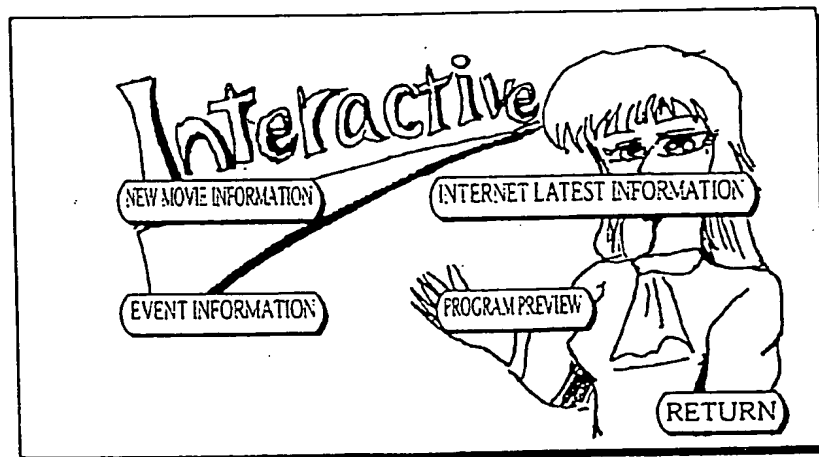 Interactive
NEW MOVIE INFORMATION
INTERNET LATEST INFORMATION
EVENT INFORMATION
PROGRAM PREVIEW
RETURN